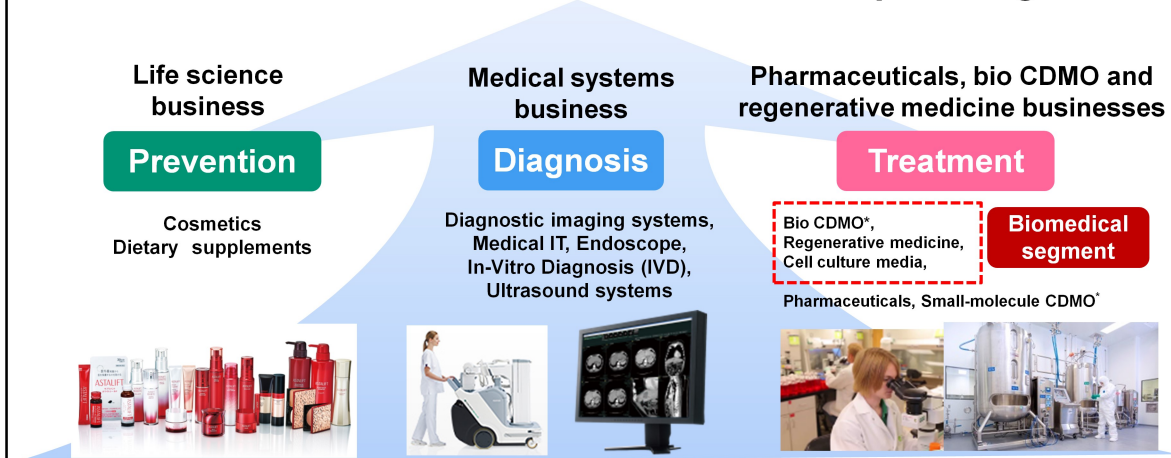 Life science
business
Prevention
Cosmetics
Dietary supplements
ASTALIFT
Medical systems
business
Diagnosis
Diagnostic imaging systems,
Medical IT, Endoscope,
In-Vitro Diagnosis (IVD),
Ultrasound systems
Pharmaceuticals, bio CDMO and
regenerative medicine businesses
Treatment
Bio CDMO*,
Regenerative medicine,
Cell culture media,
Biomedical
segment
Pharmaceuticals, Small-molecule CDMO*